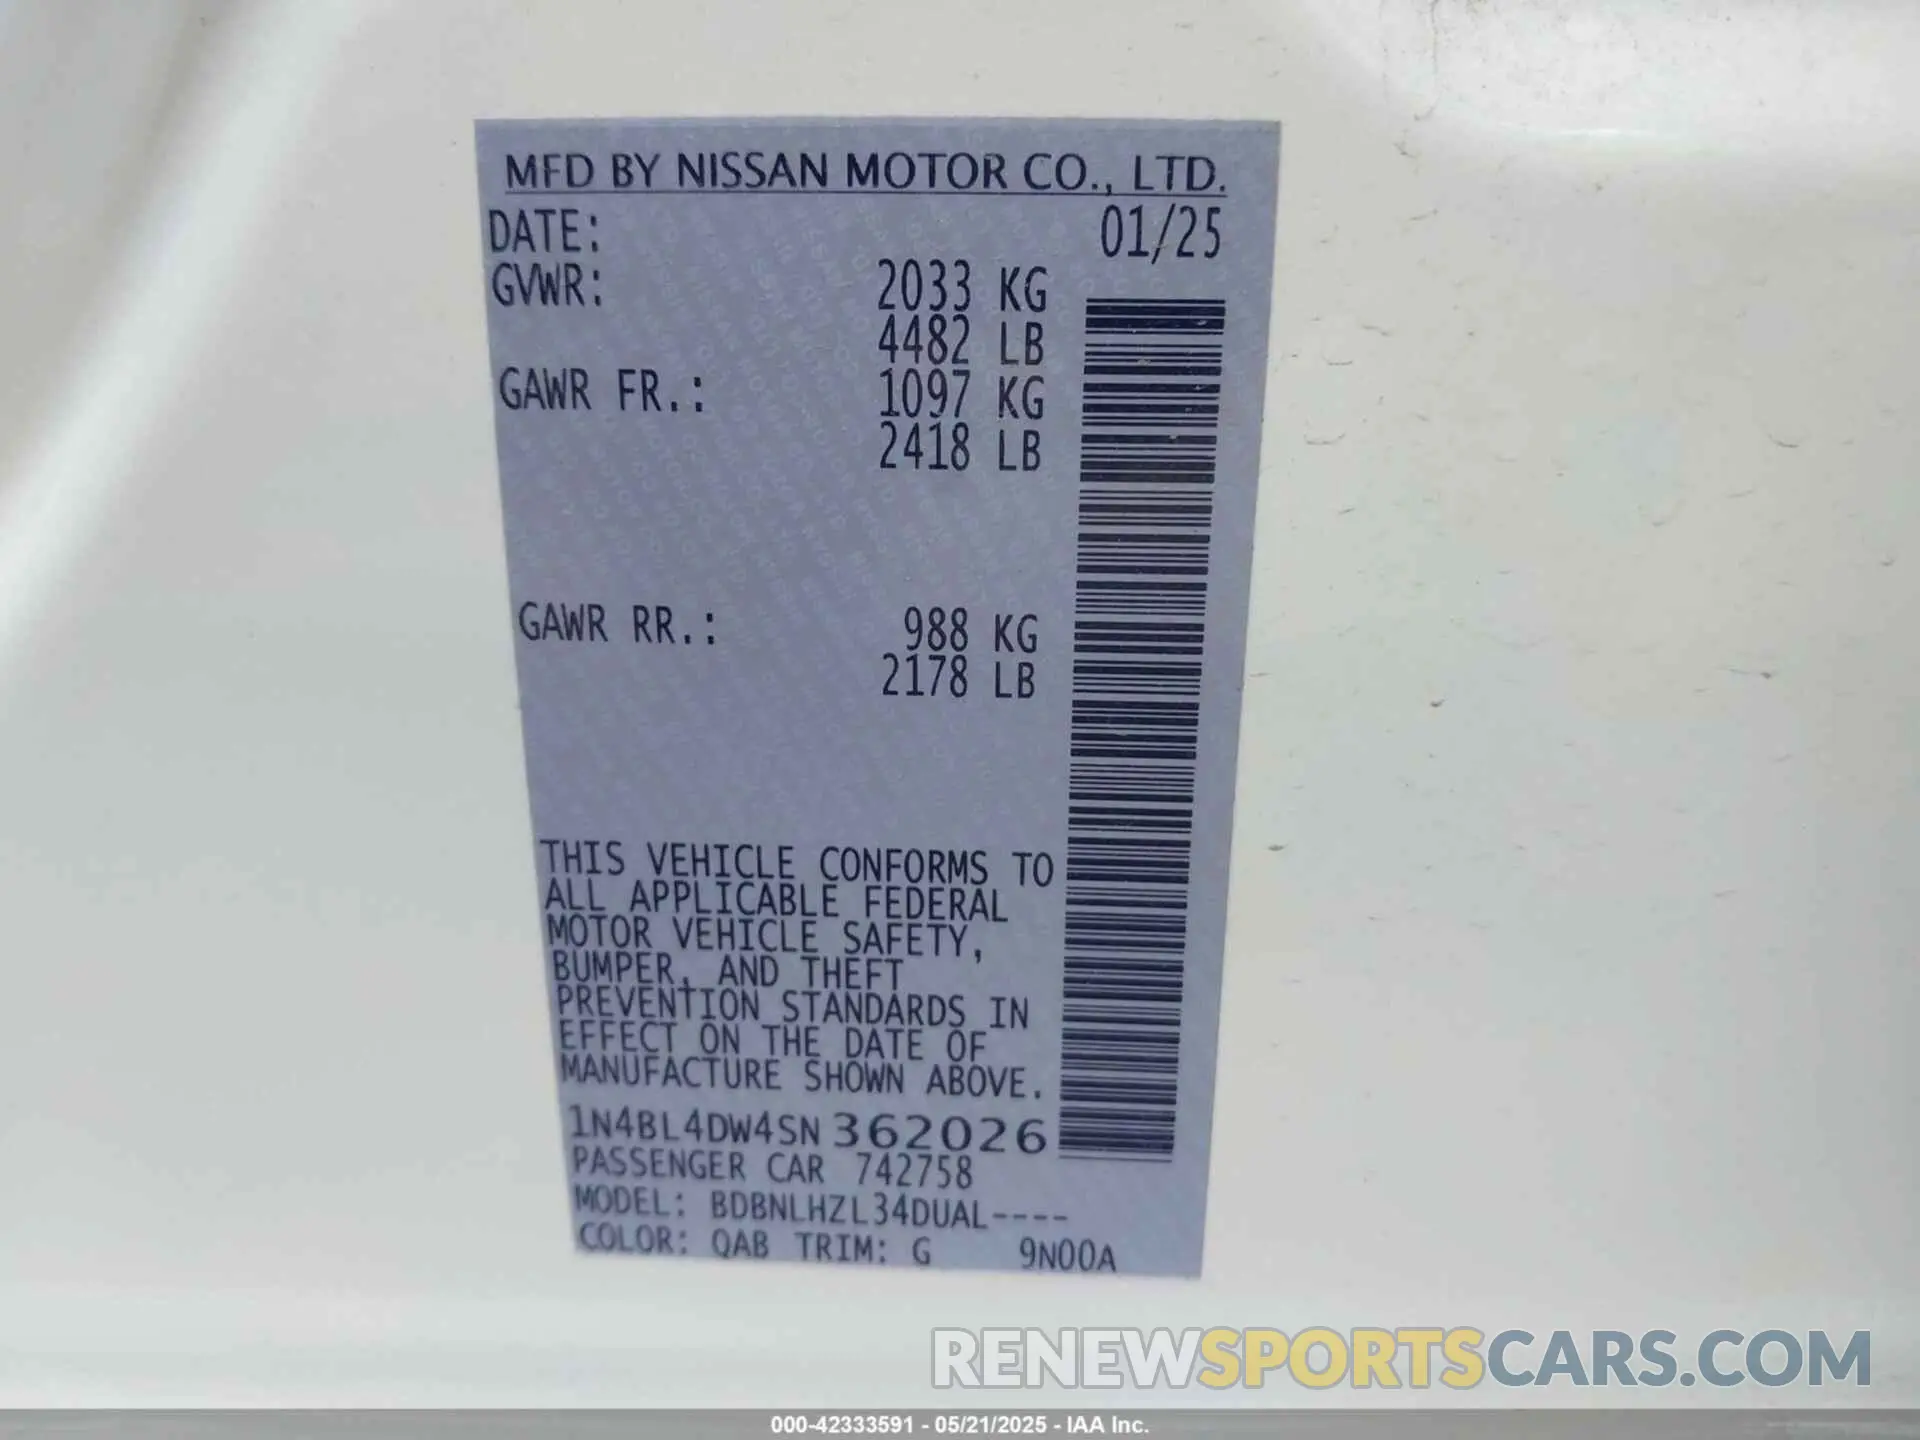 MFD BY NISSAN MOTOR CO., LTD.
DATE: 01/25
GVWR: 2033 KG
4482 LB
GAWR FR.: 1097 KG
2418 LB
GAWR RR.: 988 KG
2178 LB
THIS VEHICLE CONFORMS TO
ALL APPLICABLE FEDERAL
MOTOR VEHICLE SAFETY,
BUMPER, AND THEFT
PREVENTION STANDARDS IN
EFFECT ON THE DATE OF
MANUFACTURE SHOWN ABOVE.
1N4BL4DW4SN362026
PASSENGER CAR 742758
MODEL: BDBNLHZL34DUAL----
COLOR: QAB TRIM: G 9N00A
RENEWSPORTSCARS.COM
000-42333591 - 05/21/2025 - IAA Inc.